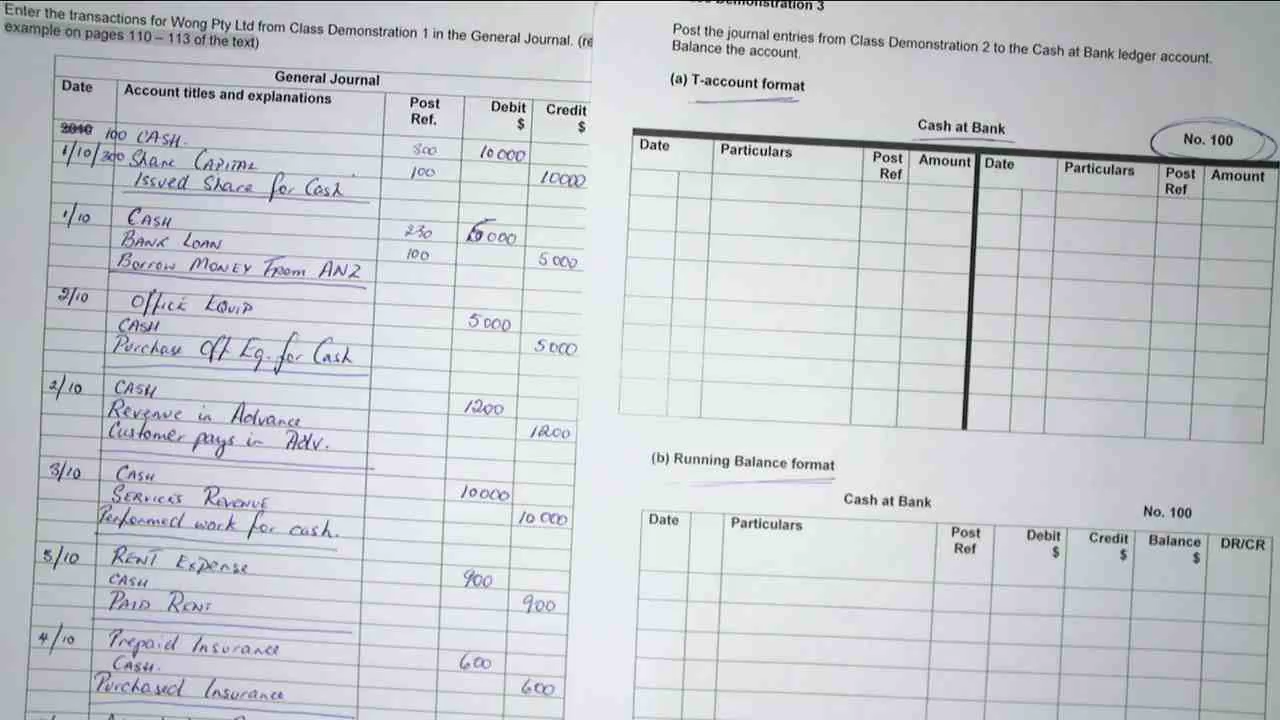 Enter the transactions for Wong Pty Ltd from Class Demonstration 1 in the General Journal. (re
example on pages 110 – 113 of the text)
General Journal
Date Account titles and explanations Post Ref. Debit $ Credit $
2010 100 CASH. 300 10000
1/10/300 Share CAPITAL 100 10000
Issued Share for Cash
1/10 CASH 230 5000
BANK LOAN 100 5000
Borrow MONEY From ANZ
2/10 Office EQUIP 5000
CASH 5000
Purchase Off Eq. for Cash
2/10 CASH 1200
Revenue in Advance 1200
Customer pays in Adv.
3/10 CASH 10000
SERVICES REVENUE 10000
Performed work for cash.
3/10 RENT Expense 900
CASH 900
PAID RENT
4/10 Prepaid Insurance 600
CASH. 600
Purchased Insurance
Demonstration 3
Post the journal entries from Class Demonstration 2 to the Cash at Bank ledger account.
Balance the account.
(a) T-account format
Cash at Bank No. 100
Date Particulars Post Ref Amount Date Particulars Post Ref Amount
(b) Running Balance format
Cash at Bank No. 100
Date Particulars Post Ref Debit $ Credit $ Balance $ DR/CR